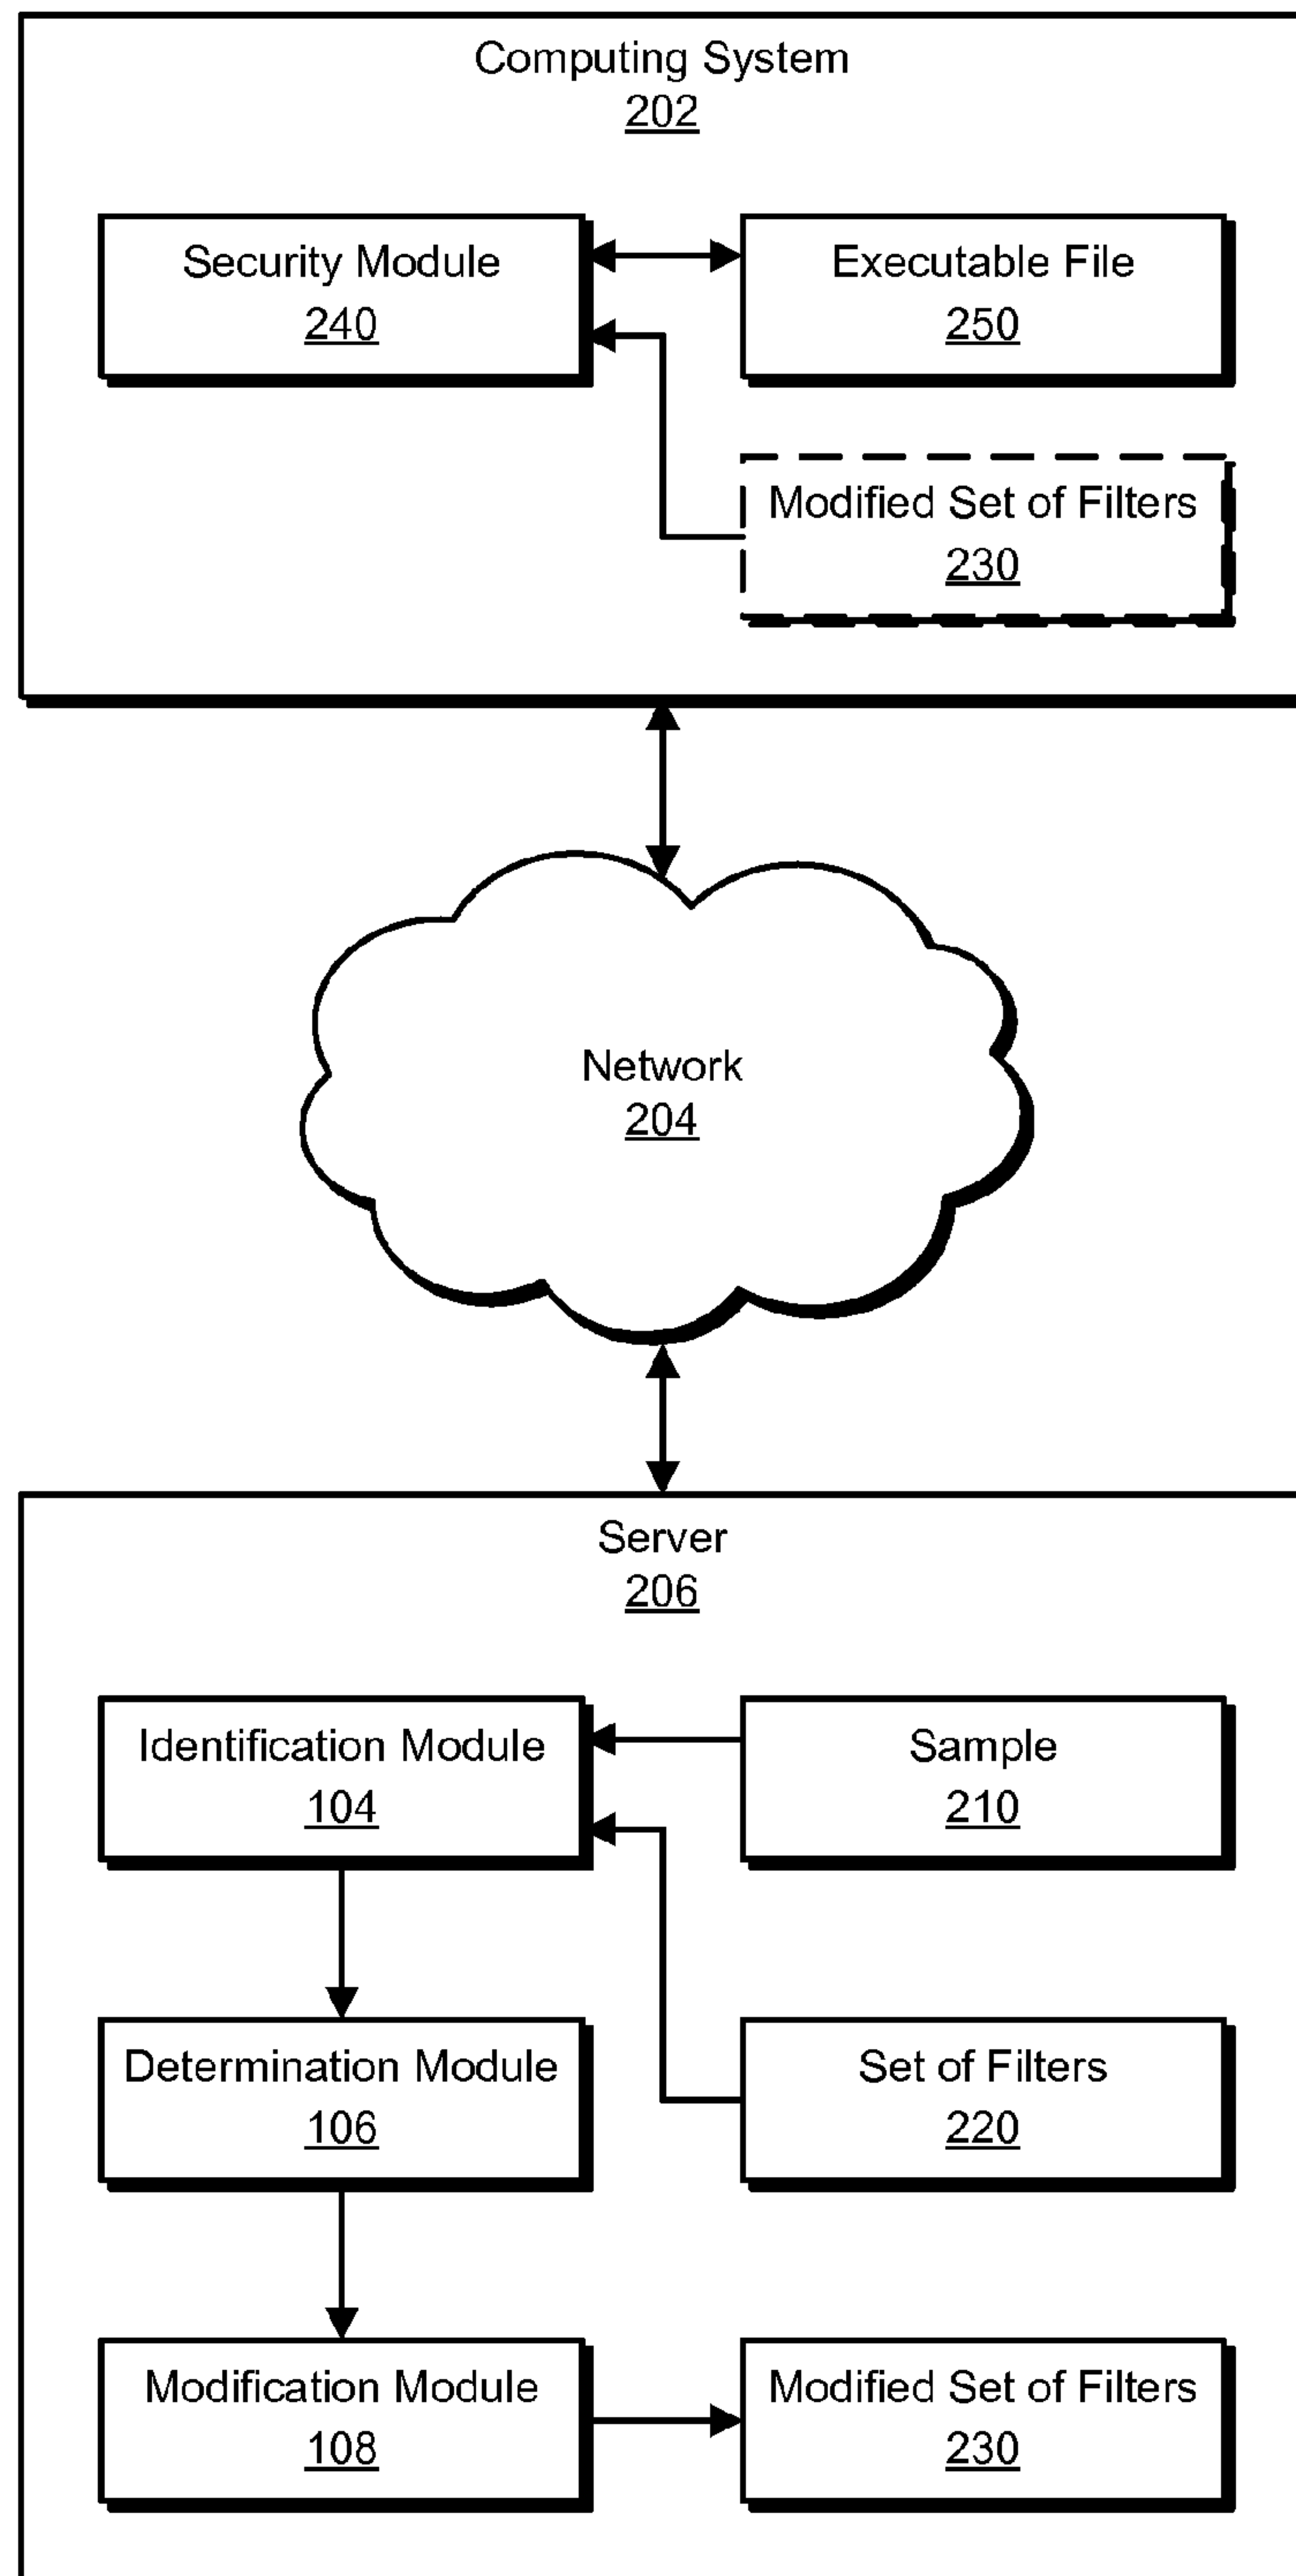 Computing System
202
Security Module
240
Executable File
250
Modified Set of Filters
230
Network
204
Server
206
Identification Module
104
Sample
210
Determination Module
106
Set of Filters
220
Modification Module
108
Modified Set of Filters
230